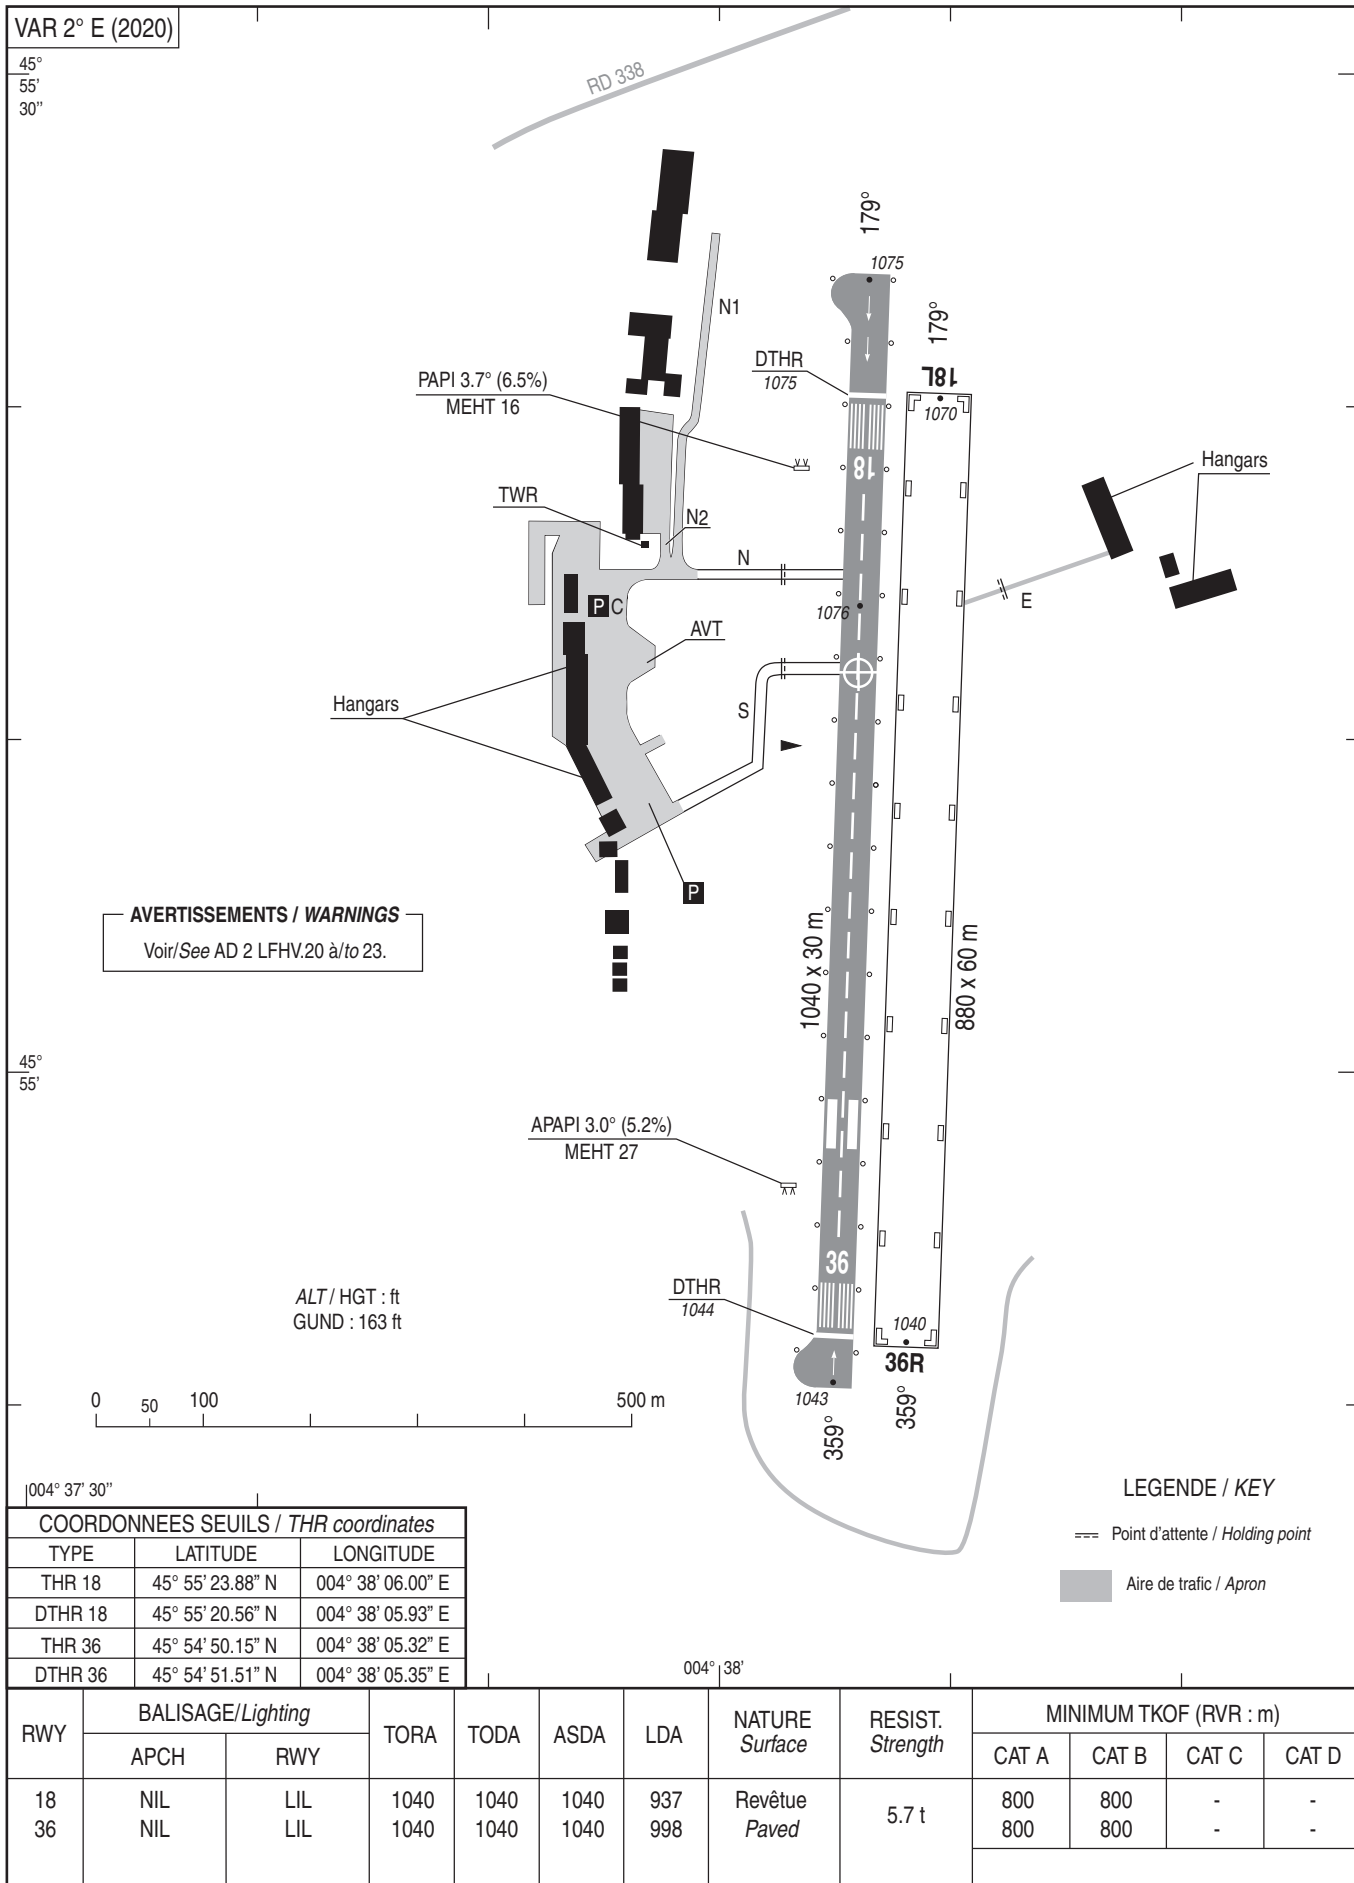 VAR 2° E (2020)
45°
55'
30"
RD 338
179°
1075
N1
179°
DTHR
1075
18L
1070
PAPI 3.7° (6.5%)
MEHT 16
18
Hangars
TWR
N2
N
P C
1076
E
AVT
Hangars
S
P
AVERTISSEMENTS / WARNINGS
Voir/See AD 2 LFHV.20 à/to 23.
1040 x 30 m
880 x 60 m
45°
55'
APAPI 3.0° (5.2%)
MEHT 27
36
DTHR
1044
ALT / HGT : ft
GUND : 163 ft
1040
36R
1043
359°
359°
0 50 100 500 m
004° 37' 30"
LEGENDE / KEY
Point d'attente / Holding point
Aire de trafic / Apron
COORDONNEES SEUILS / THR coordinates
TYPE LATITUDE LONGITUDE
THR 18 45° 55' 23.88" N 004° 38' 06.00" E
DTHR 18 45° 55' 20.56" N 004° 38' 05.93" E
THR 36 45° 54' 50.15" N 004° 38' 05.32" E
DTHR 36 45° 54' 51.51" N 004° 38' 05.35" E
004° 38'
RWY BALISAGE/Lighting TORA TODA ASDA LDA NATURE Surface RESIST. Strength MINIMUM TKOF (RVR : m)
APCH RWY CAT A CAT B CAT C CAT D
18 NIL LIL 1040 1040 1040 937 Revêtue 5.7 t 800 800 - -
36 NIL LIL 1040 1040 1040 998 Paved 800 800 - -